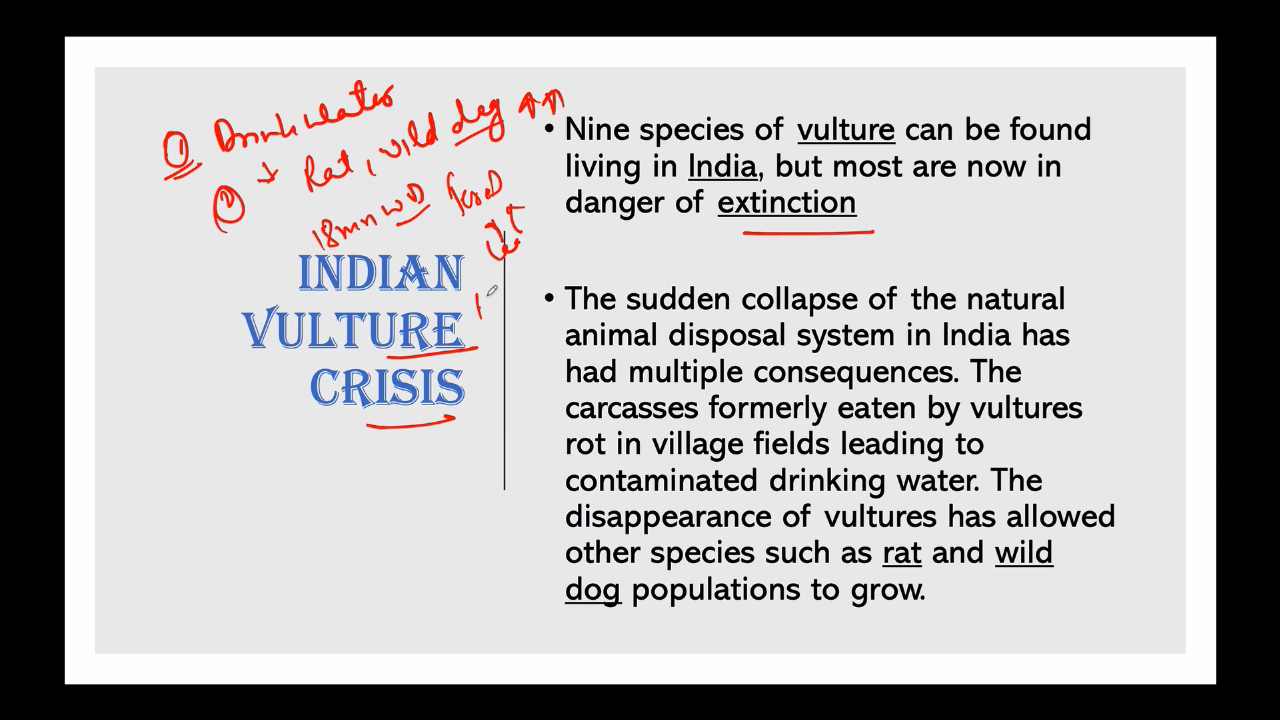 ① Drink water
② → Rat, wild dog ↑↑
18mn WD
INDIAN
VULTURE
CRISIS
• Nine species of vulture can be found
living in India, but most are now in
danger of extinction
• The sudden collapse of the natural
animal disposal system in India has
had multiple consequences. The
carcasses formerly eaten by vultures
rot in village fields leading to
contaminated drinking water. The
disappearance of vultures has allowed
other species such as rat and wild
dog populations to grow.